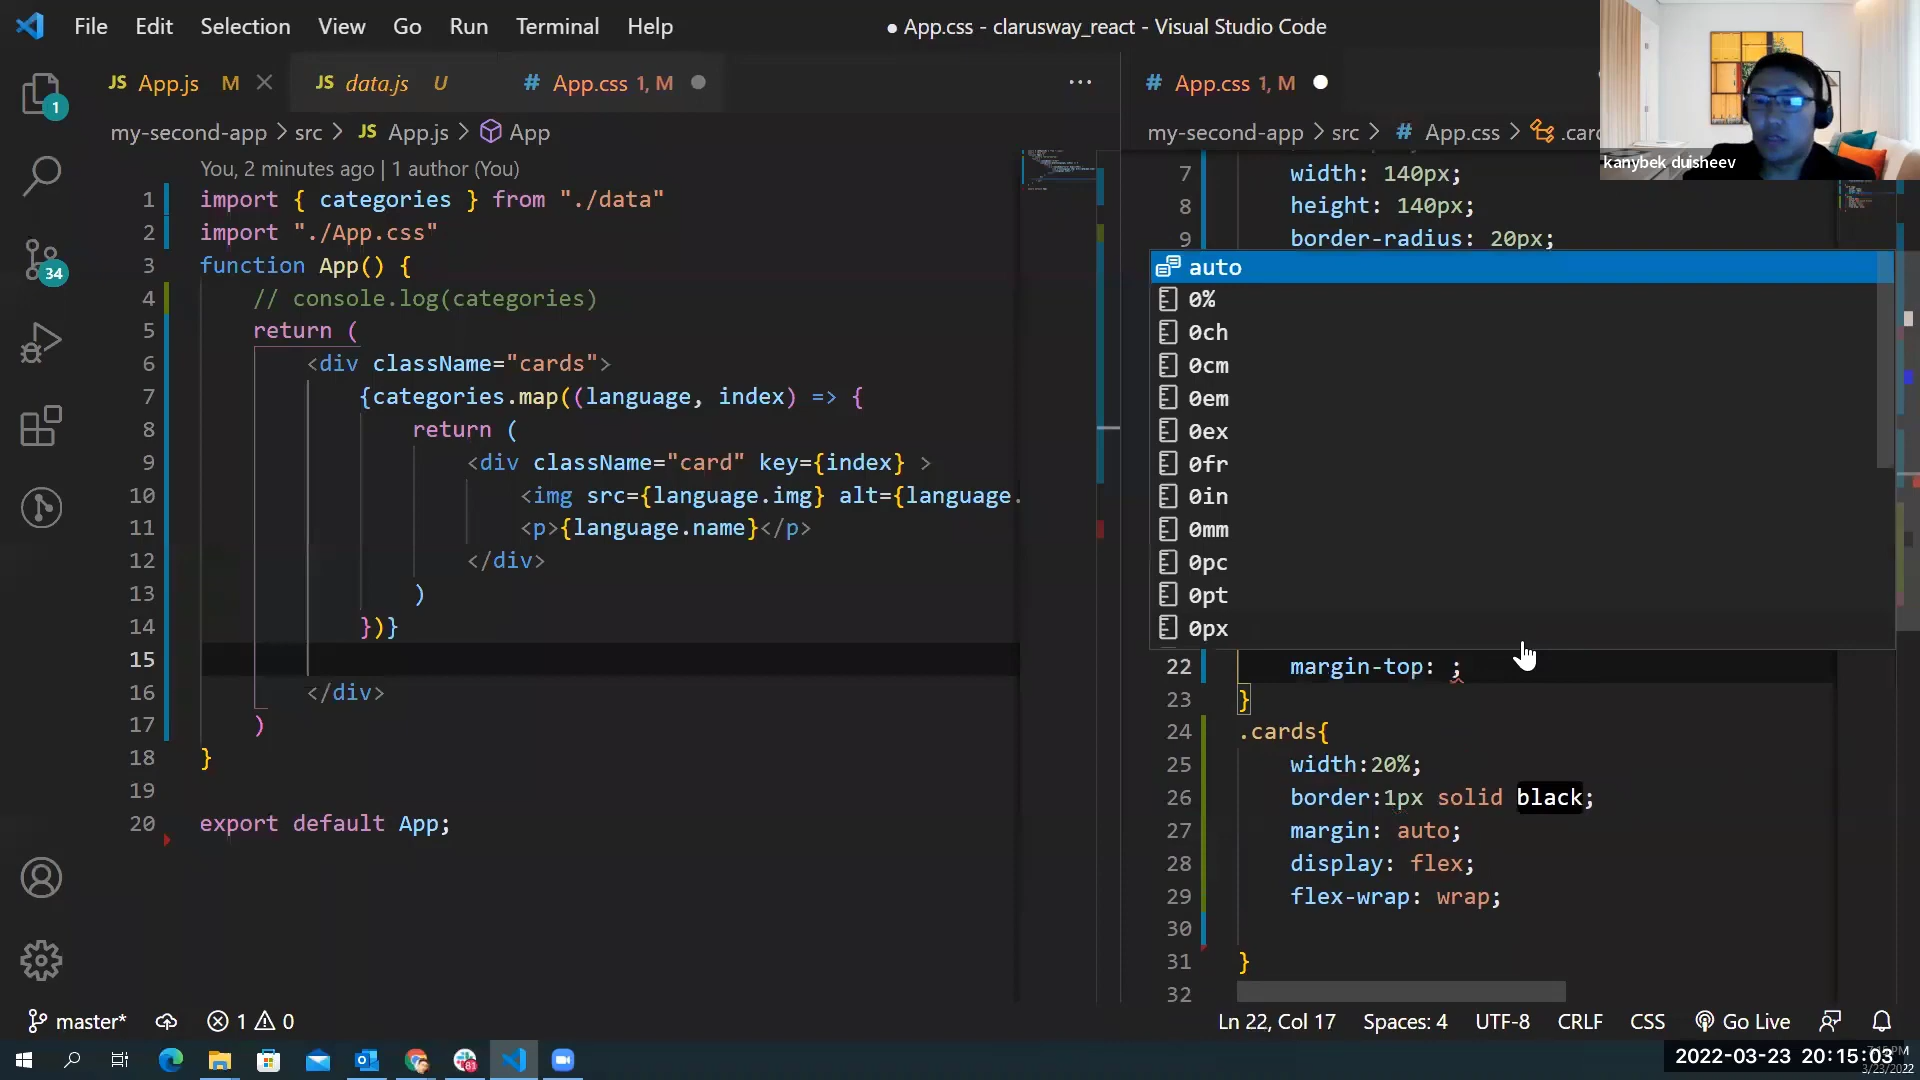 File Edit Selection View Go Run Terminal Help
● App.css - clarusway_react - Visual Studio Code
JS App.js M
JS data.js U
# App.css 1, M
# App.css 1, M
my-second-app > src > JS App.js > App
my-second-app > src > # App.css >
kanybek duisheev
You, 2 minutes ago | 1 author (You)
1 import { categories } from "./data"
2 import "./App.css"
3 function App() {
4 // console.log(categories)
5 return (
6 <div className="cards">
7 {categories.map((language, index) => {
8 return (
9 <div className="card" key={index} >
10 <img src={language.img} alt={language.
11 <p>{language.name}</p>
12 </div>
13 )
14 })}
15
16 </div>
17 )
18 }
19
20 export default App;
7 width: 140px;
8 height: 140px;
9 border-radius: 20px;
auto
0%
0ch
0cm
0em
0ex
0fr
0in
0mm
0pc
0pt
0px
22 margin-top: ;
23 }
24 .cards{
25 width:20%;
26 border:1px solid black;
27 margin: auto;
28 display: flex;
29 flex-wrap: wrap;
30
31 }
32
1
34
master* 1 0
Ln 22, Col 17 Spaces: 4 UTF-8 CRLF CSS Go Live
2022-03-23 20:15:03
3/23/2022